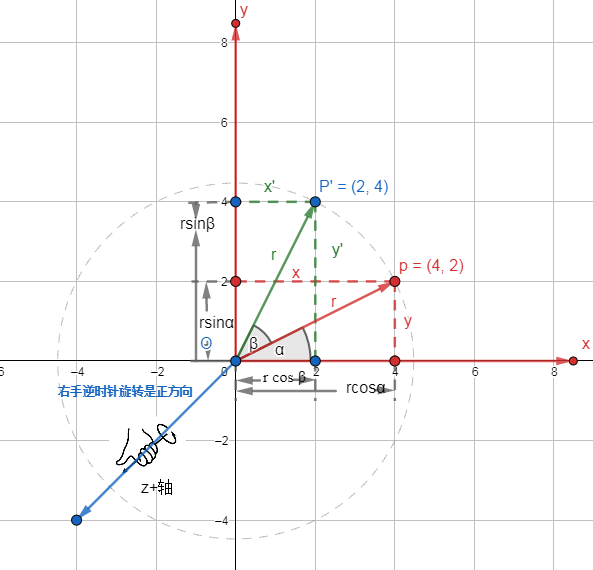 y
8
6
x'
P' = (2, 4)
4
rsinβ
r
y'
x
p = (4, 2)
2
r
rsinα
y
O
β
α
x
6
−4
−2
0
2
4
6
8
r cos β
rcosα
右手逆时针旋转是正方向
−2
z+轴
−4